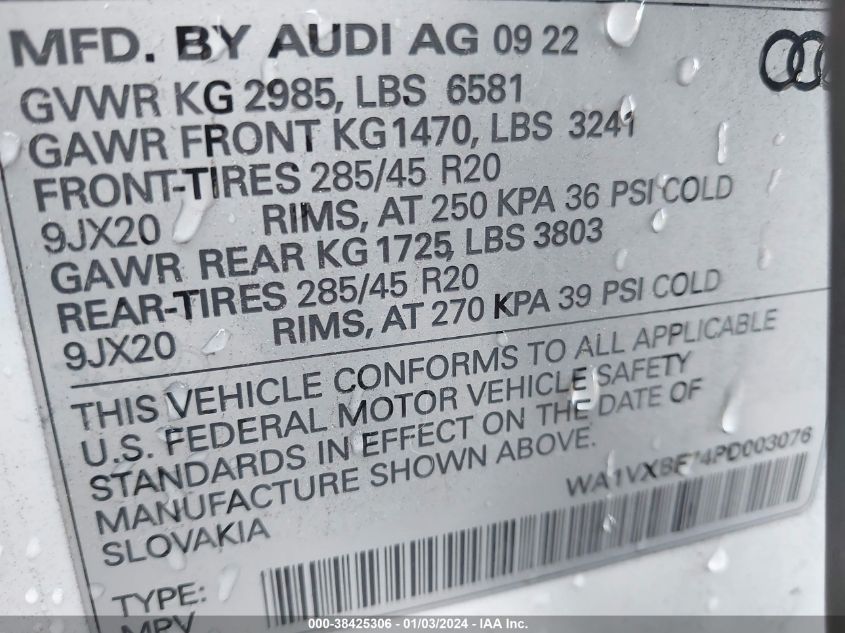 MFD. BY AUDI AG 09 22
GVWR KG 2985, LBS 6581
GAWR FRONT KG 1470, LBS 3241
FRONT-TIRES 285/45 R20
9JX20 RIMS, AT 250 KPA 36 PSI COLD
GAWR REAR KG 1725, LBS 3803
REAR-TIRES 285/45 R20
9JX20 RIMS, AT 270 KPA 39 PSI COLD
THIS VEHICLE CONFORMS TO ALL APPLICABLE
U.S. FEDERAL MOTOR VEHICLE SAFETY
STANDARDS IN EFFECT ON THE DATE OF
MANUFACTURE SHOWN ABOVE.
SLOVAKIA
TYPE:
MPV
000-38425306 - 01/03/2024 - IAA Inc.